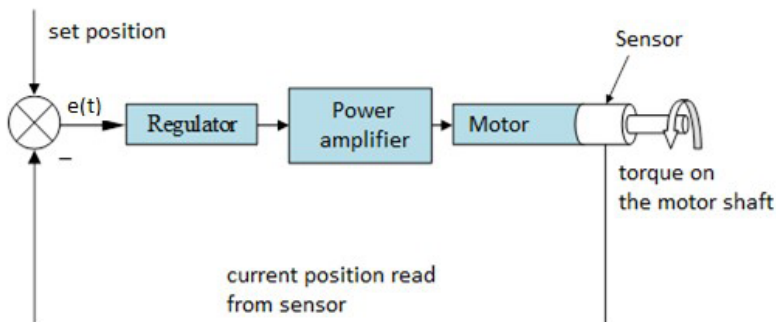 set position
Sensor
e(t)
Regulator
Power
amplifier
Motor
–
torque on
the motor shaft
current position read
from sensor